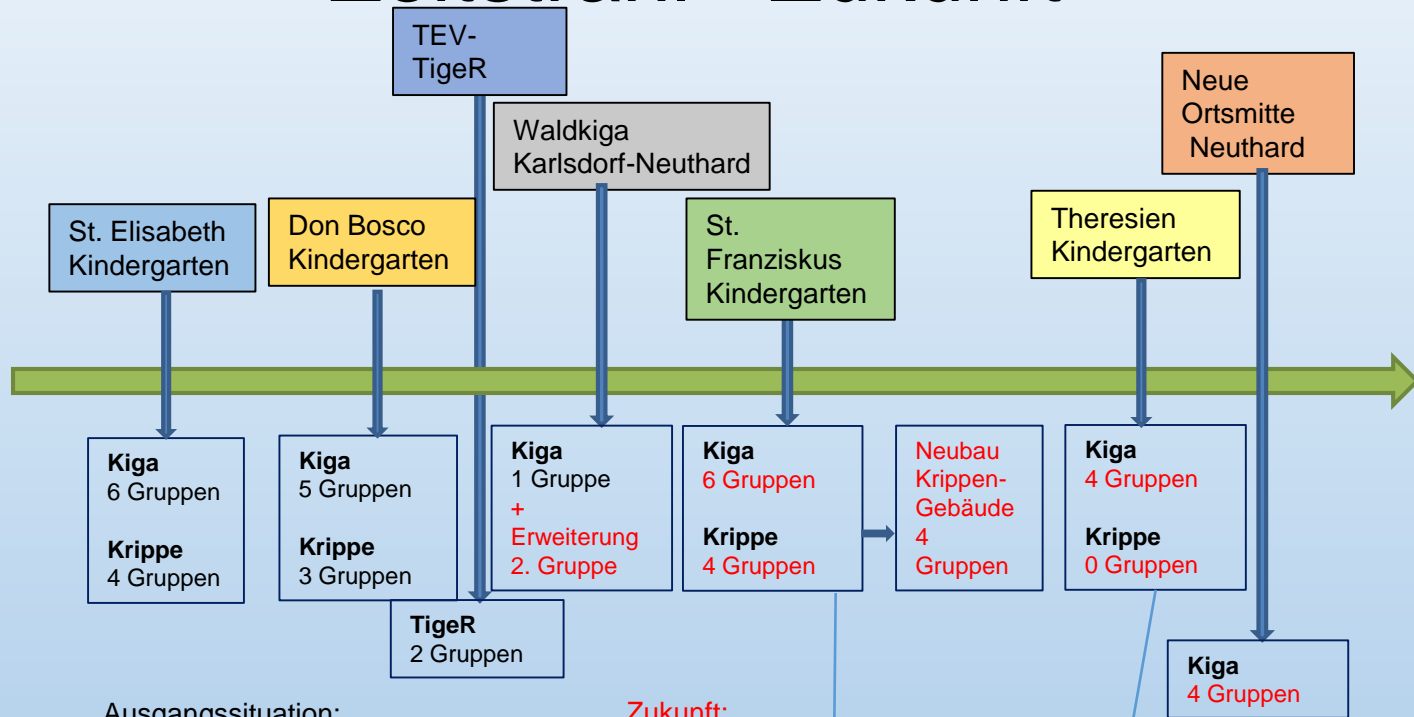 Zeitstrahl - Zukunft
TEV-
TigeR
Waldkiga
Karlsdorf-Neuthard
Neue
Ortsmitte
Neuthard
St. Elisabeth
Kindergarten
Don Bosco
Kindergarten
St.
Franziskus
Kindergarten
Theresien
Kindergarten
Kiga
6 Gruppen
Krippe
4 Gruppen
Kiga
5 Gruppen
Krippe
3 Gruppen
TigeR
2 Gruppen
Kiga
1 Gruppe
+
Erweiterung
2. Gruppe
Kiga
6 Gruppen
Krippe
4 Gruppen
Neubau
Krippen-
Gebäude
4
Gruppen
Kiga
4 Gruppen
Krippe
0 Gruppen
Kiga
4 Gruppen
Ausgangssituation:
Zukunft: